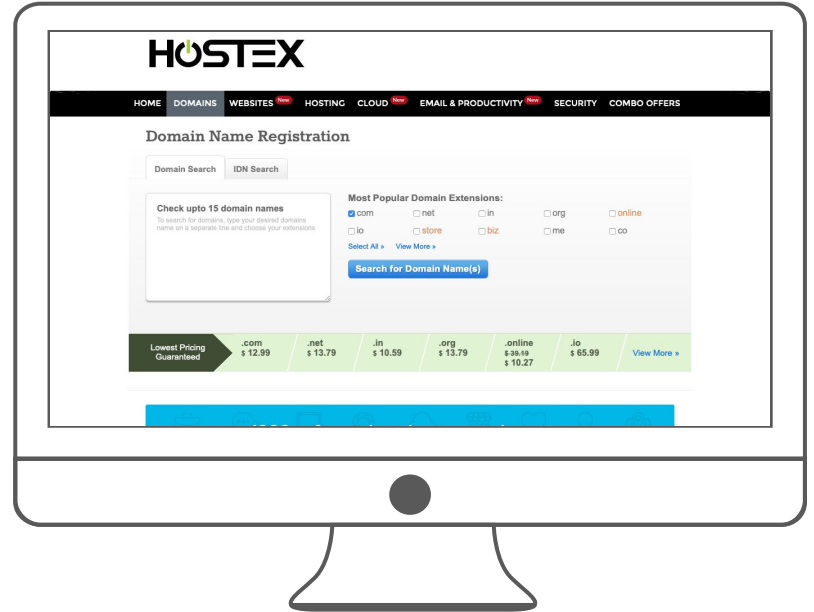 HOSTEX
HOME DOMAINS WEBSITES New HOSTING CLOUD New EMAIL & PRODUCTIVITY New SECURITY COMBO OFFERS
Domain Name Registration
Domain Search IDN Search
Check upto 15 domain names
To search for domains, type your desired domains
name on a separate line and choose your extensions
Most Popular Domain Extensions:
com net in org online
io store biz me co
Select All » View More »
Search for Domain Name(s)
Lowest Pricing
Guaranteed
.com .net .in .org .online .io
$ 12.99 $ 13.79 $ 10.59 $ 13.79 $ 39.19 $ 65.99
$ 10.27
View More »